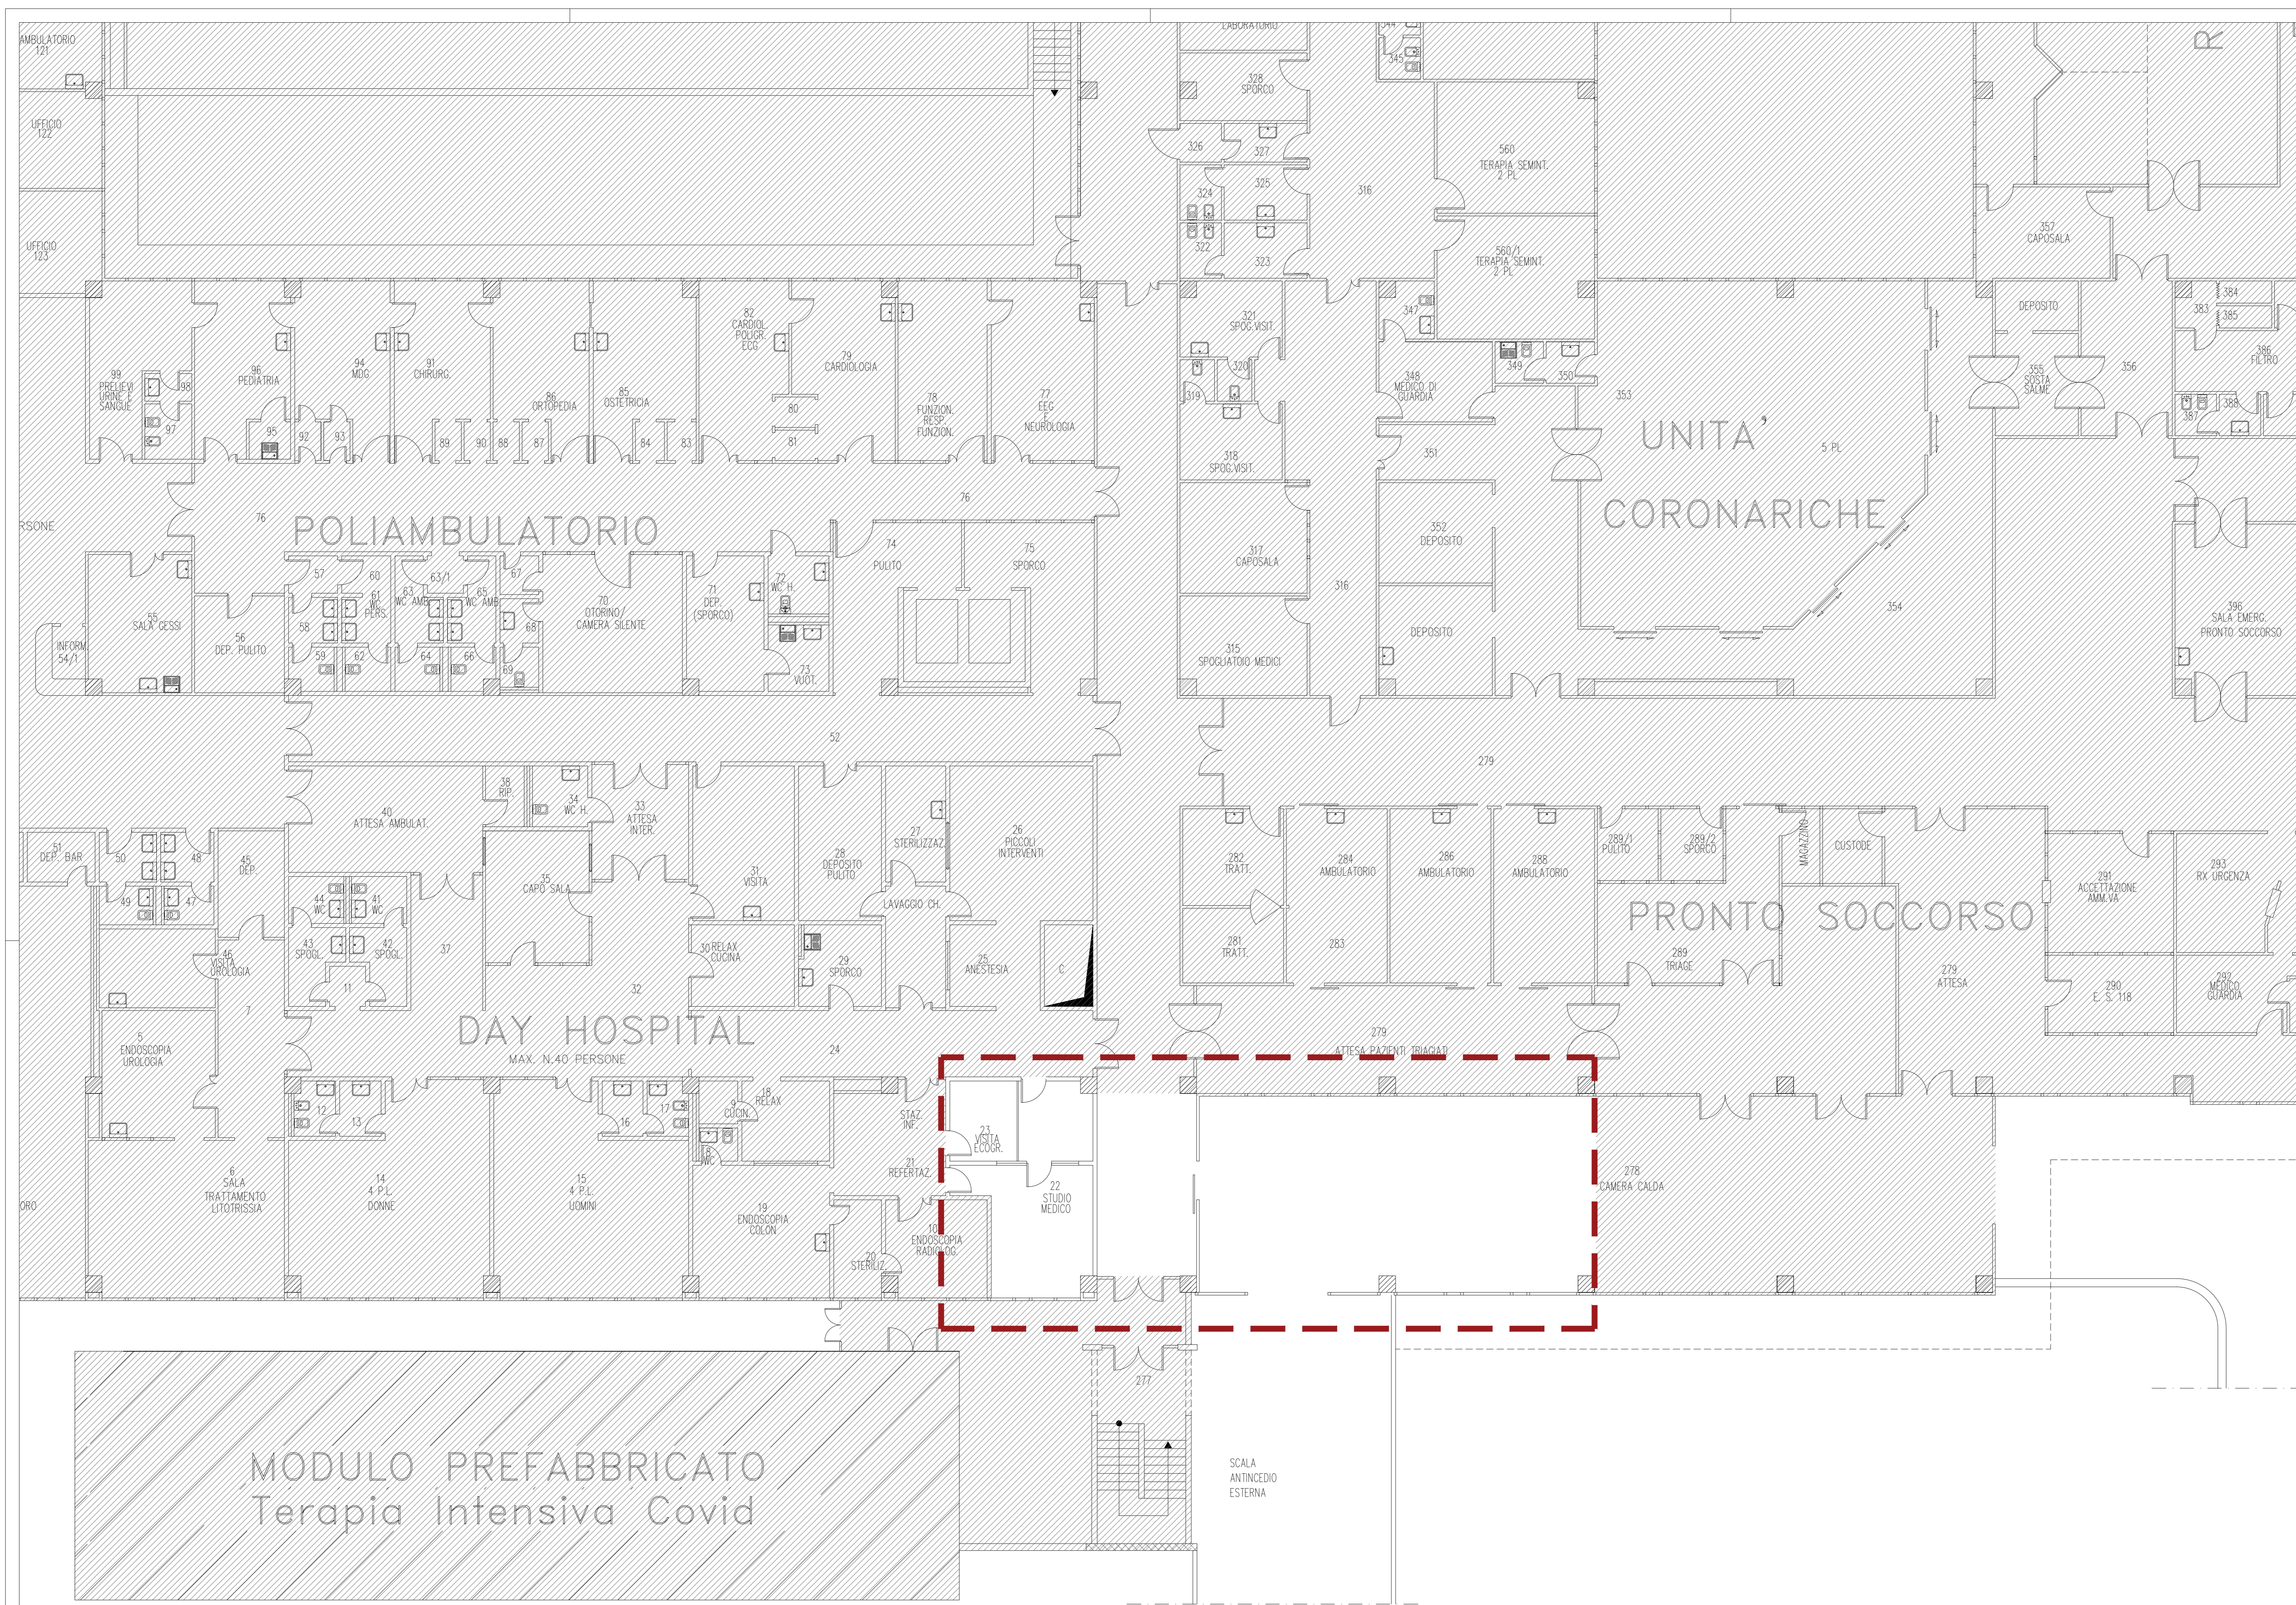 AMBULATORIO
121
UFFICIO
122
UFFICIO
123
LABORATORIO
328
SPORCO
344
345
326
327
324
325
322
323
316
560
TERAPIA SEMINT.
2 PL
560/1
TERAPIA SEMINT.
2 PL
R
357
CAPOSALA
99
PRELIEVI
URINE E
SANGUE
98
97
96
PEDIATRIA
95
94
MDG
92
93
91
CHIRURG.
89
90
88
87
86
ORTOPEDIA
85
OSTETRICIA
84
83
82
CARDIOL.
POLIGR.
ECG
80
81
79
CARDIOLOGIA
78
FUNZION.
RESP.
FUNZION.
77
EEG
E
NEUROLOGIA
321
SPOG.VISIT.
320
319
318
SPOG.VISIT.
317
CAPOSALA
316
315
SPOGLIATOIO MEDICI
347
348
MEDICO DI
GUARDIA
349
350
351
352
DEPOSITO
DEPOSITO
353
UNITA'
5 PL
CORONARICHE
354
DEPOSITO
355
SOSTA
SALME
356
383
384
385
386
FILTRO
387
388
396
SALA EMERG.
PRONTO SOCCORSO
RSONE
76
POLIAMBULATORIO
76
INFORM.
54/1
55
SALA GESSI
56
DEP. PULITO
57
58
59
60
61
WC
PERS.
62
63
WC AMB.
63/1
64
65
WC AMB.
66
67
68
69
70
OTORINO/
CAMERA SILENTE
71
DEP.
(SPORCO)
72
WC H.
73
VUOT.
74
PULITO
75
SPORCO
52
279
51
DEP. BAR
50
49
48
47
45
DEP.
46
VISITA
UROLOGIA
7
40
ATTESA AMBULAT.
38
RIP.
34
WC H.
33
ATTESA
INTER.
35
CAPO SALA
44
WC
41
WC
43
SPOGL.
42
SPOGL.
11
37
32
31
VISITA
30
RELAX
CUCINA
28
DEPOSITO
PULITO
27
STERILIZZAZ.
26
PICCOLI
INTERVENTI
LAVAGGIO CH.
29
SPORCO
25
ANESTESIA
C
282
TRATT.
281
TRATT.
284
AMBULATORIO
283
286
AMBULATORIO
288
AMBULATORIO
289/1
PULITO
289/2
SPORCO
MAGAZZINO
CUSTODE
PRONTO SOCCORSO
289
TRIAGE
279
ATTESA
291
ACCETTAZIONE
AMM.VA
293
RX URGENZA
290
E. S. 118
292
MEDICO
GUARDIA
5
ENDOSCOPIA
UROLOGIA
DAY HOSPITAL
MAX. N.40 PERSONE
24
279
ATTESA PAZIENTI TRIAGIATI
12
13
16
17
9
CUCIN.
18
RELAX
8
WC
STAZ.
INF.
23
VISITA
ECOGR.
21
REFERTAZ.
22
STUDIO
MEDICO
278
CAMERA CALDA
ORO
6
SALA
TRATTAMENTO
LITOTRISSIA
14
4 P.L.
DONNE
15
4 P.L.
UOMINI
19
ENDOSCOPIA
COLON
20
STERILIZ.
10
ENDOSCOPIA
RADIOLOG.
277
MODULO PREFABBRICATO
Terapia Intensiva Covid
SCALA
ANTINCEDIO
ESTERNA